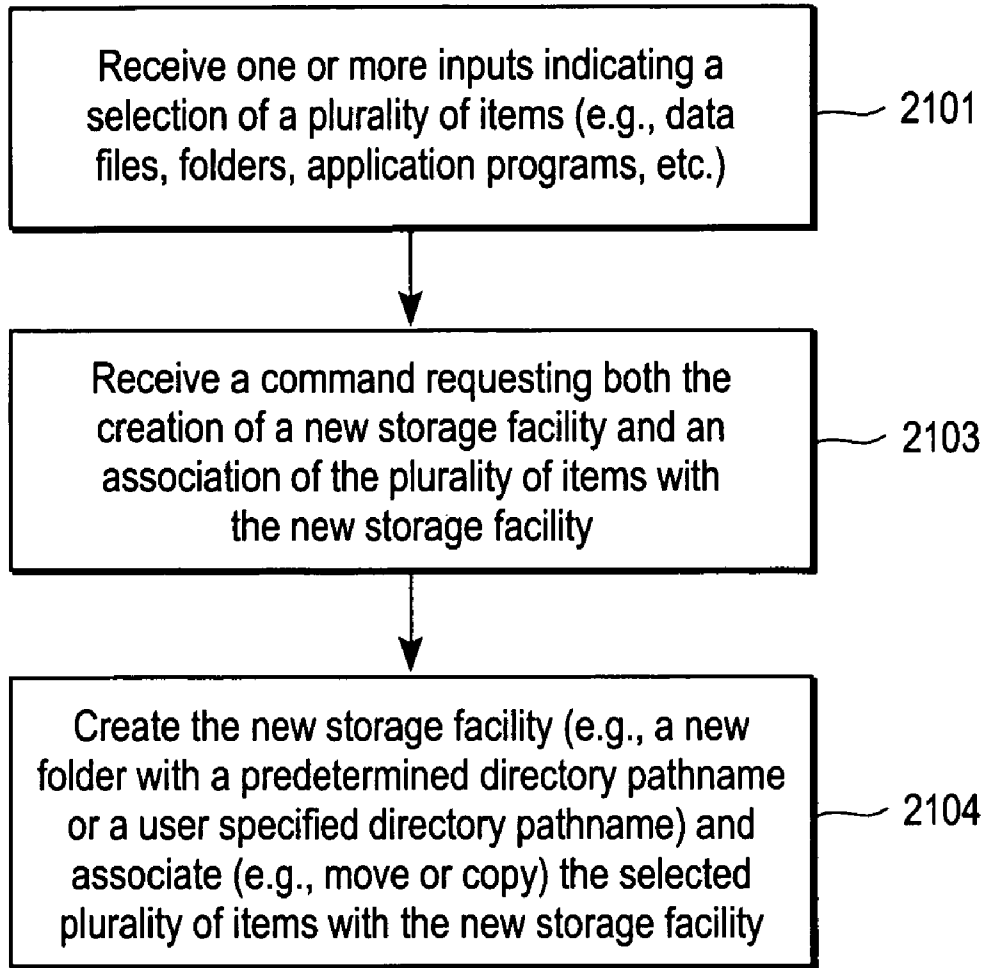 Receive one or more inputs indicating a
selection of a plurality of items (e.g., data
files, folders, application programs, etc.)
2101
Receive a command requesting both the
creation of a new storage facility and an
association of the plurality of items with
the new storage facility
2103
Create the new storage facility (e.g., a new
folder with a predetermined directory pathname
or a user specified directory pathname) and
associate (e.g., move or copy) the selected
plurality of items with the new storage facility
2104